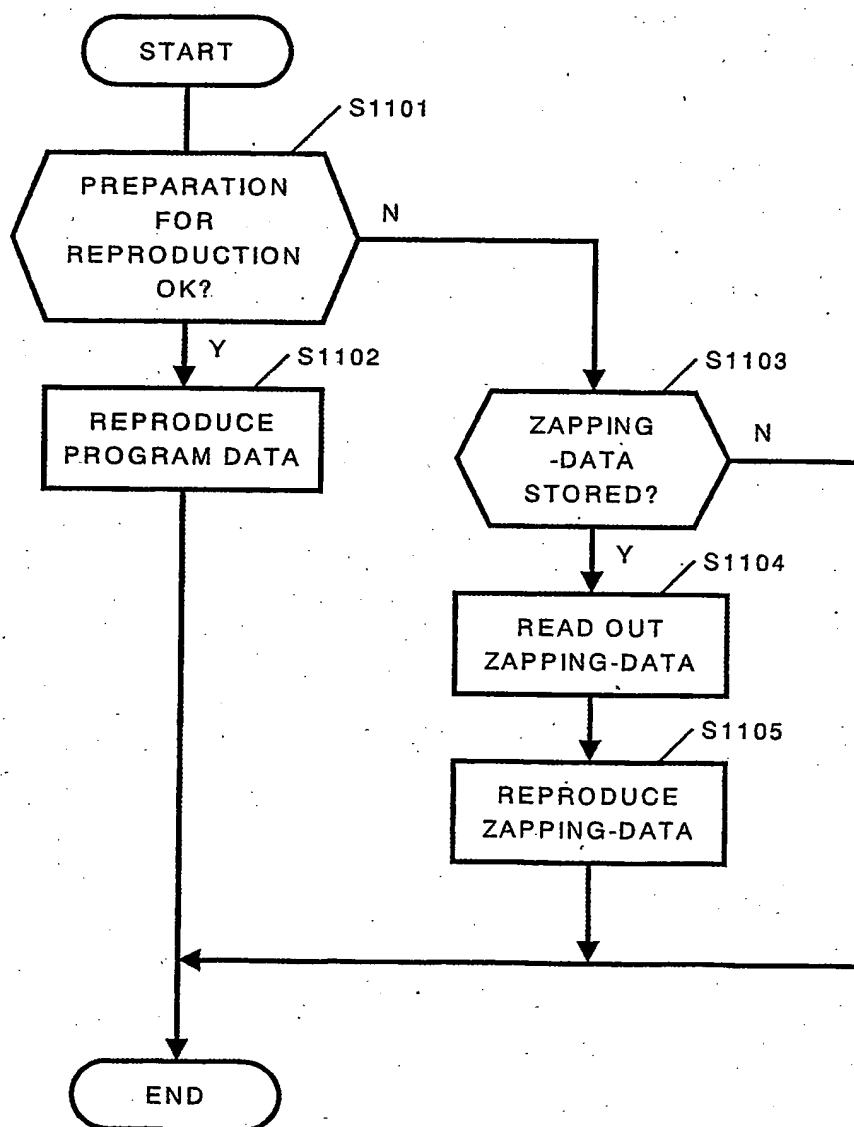 START
S1101
PREPARATION
FOR
REPRODUCTION
OK?
N
Y
S1102
REPRODUCE
PROGRAM DATA
S1103
ZAPPING
-DATA
STORED?
N
Y
S1104
READ OUT
ZAPPING-DATA
S1105
REPRODUCE
ZAPPING-DATA
END